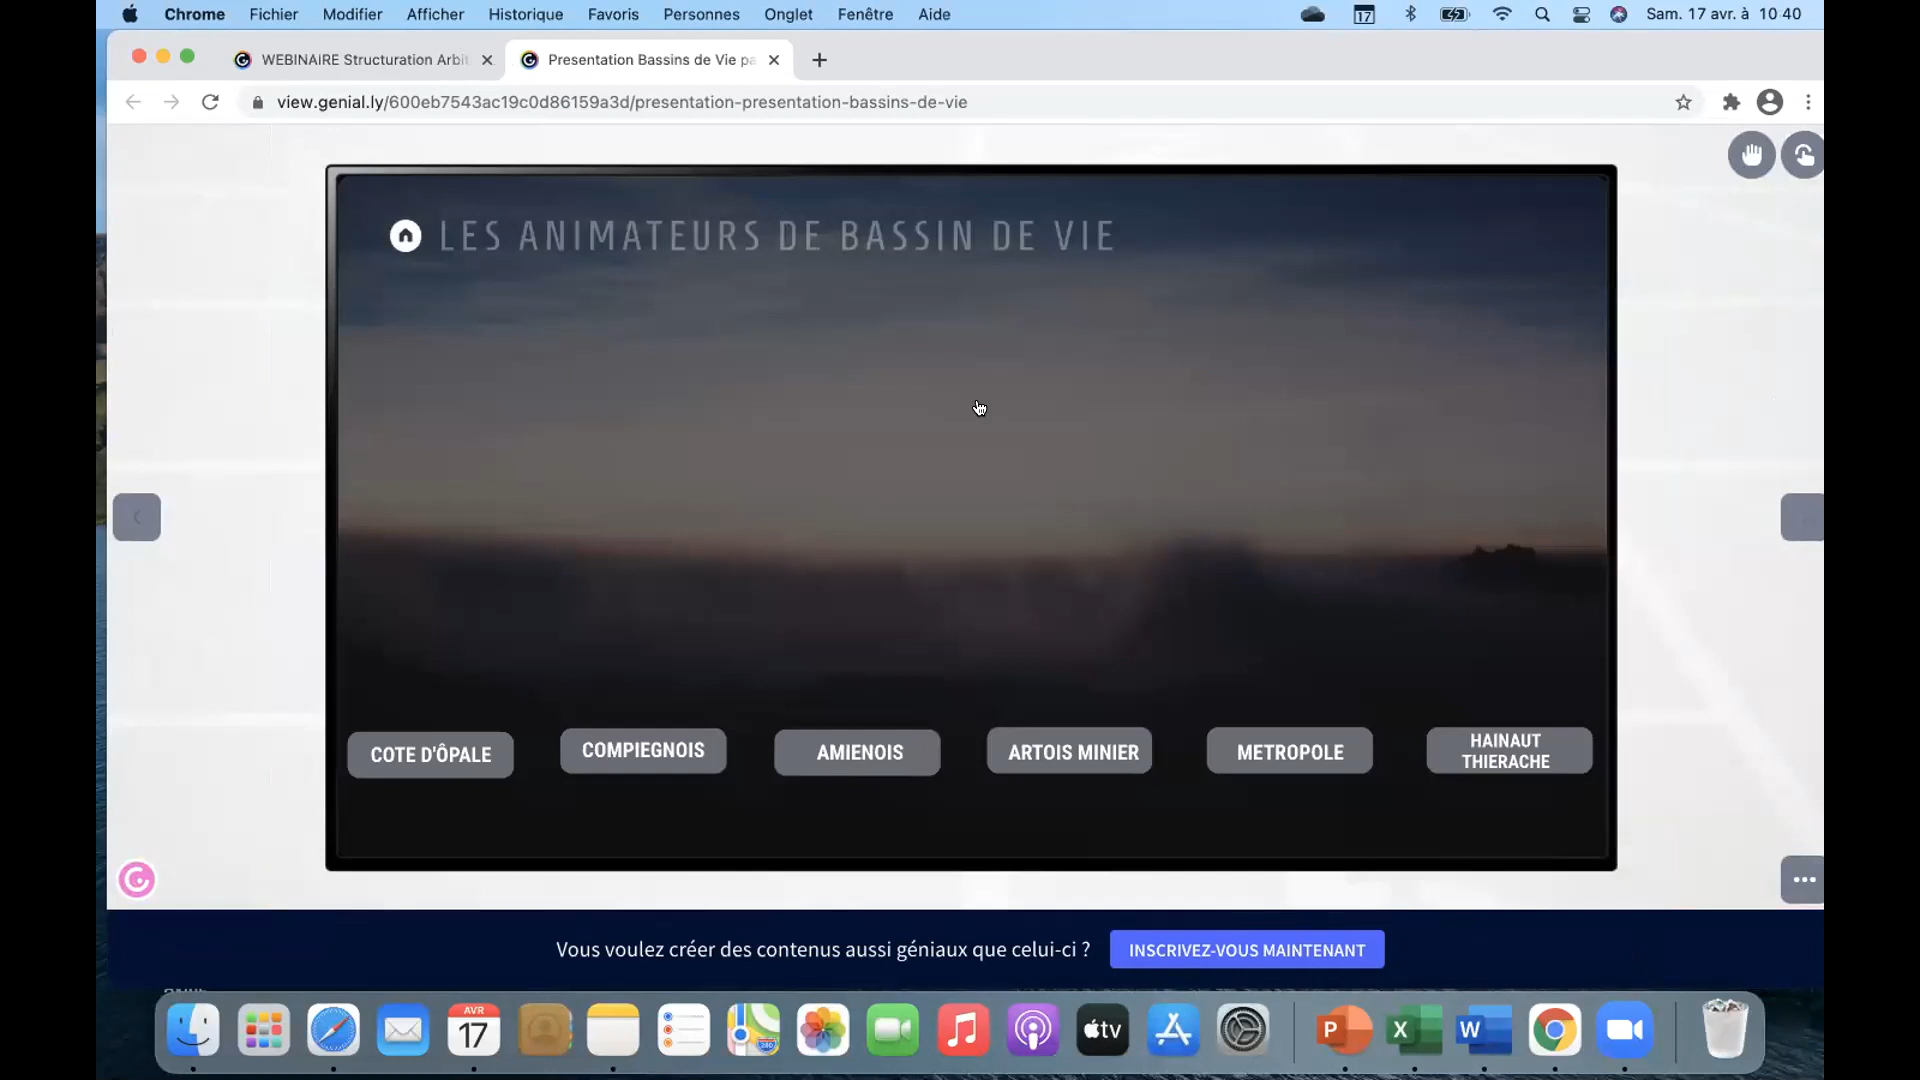 Chrome Fichier Modifier Afficher Historique Favoris Personnes Onglet Fenêtre Aide 17 Sam. 17 avr. à 10 40
WEBINAIRE Structuration Arbit
Presentation Bassins de Vie pa
view.genial.ly/600eb7543ac19c0d86159a3d/presentation-presentation-bassins-de-vie
LES ANIMATEURS DE BASSIN DE VIE
COTE D'ÔPALE
COMPIEGNOIS
AMIENOIS
ARTOIS MINIER
METROPOLE
HAINAUT
THIERACHE
Vous voulez créer des contenus aussi géniaux que celui-ci ?
INSCRIVEZ-VOUS MAINTENANT
AVR
17
280
tv
P
X
W